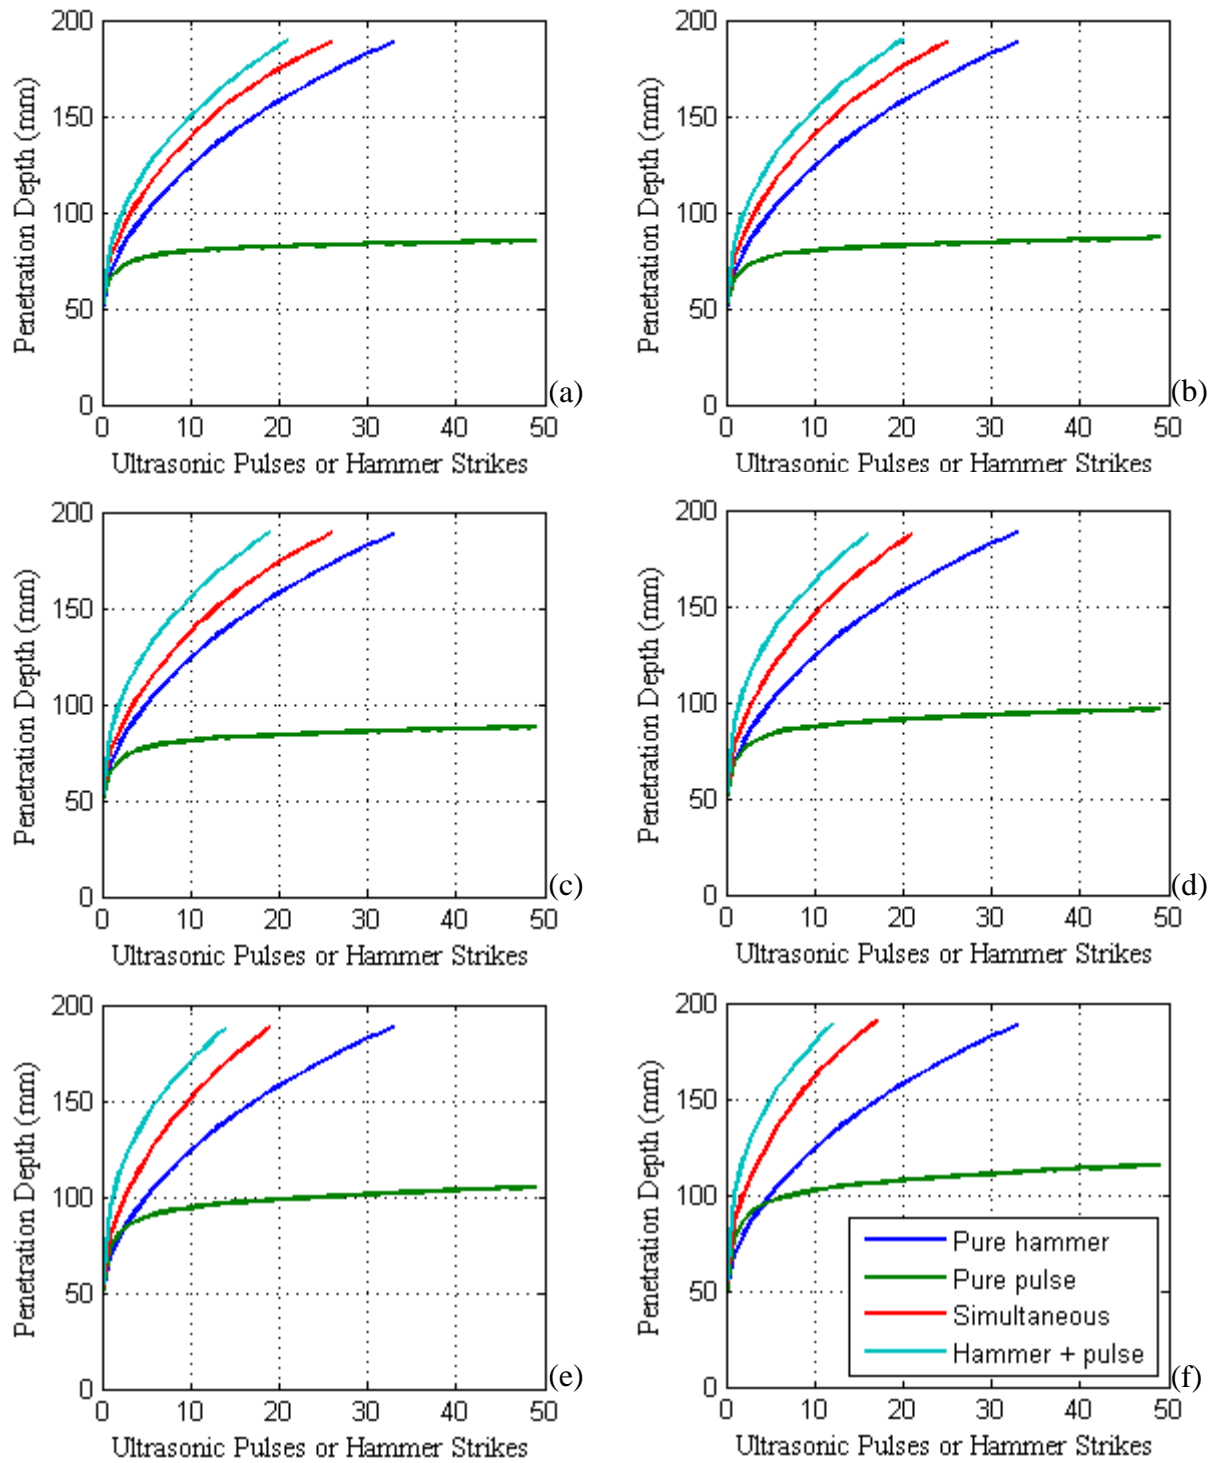 200
150
100
50
0
Penetration Depth (mm)
0 10 20 30 40 50
Ultrasonic Pulses or Hammer Strikes
(a)
200
150
100
50
0
Penetration Depth (mm)
0 10 20 30 40 50
Ultrasonic Pulses or Hammer Strikes
(b)
200
150
100
50
0
Penetration Depth (mm)
0 10 20 30 40 50
Ultrasonic Pulses or Hammer Strikes
(c)
200
150
100
50
0
Penetration Depth (mm)
0 10 20 30 40 50
Ultrasonic Pulses or Hammer Strikes
(d)
200
150
100
50
0
Penetration Depth (mm)
0 10 20 30 40 50
Ultrasonic Pulses or Hammer Strikes
(e)
200
150
100
50
0
Penetration Depth (mm)
Pure hammer
Pure pulse
Simultaneous
Hammer + pulse
0 10 20 30 40 50
Ultrasonic Pulses or Hammer Strikes
(f)